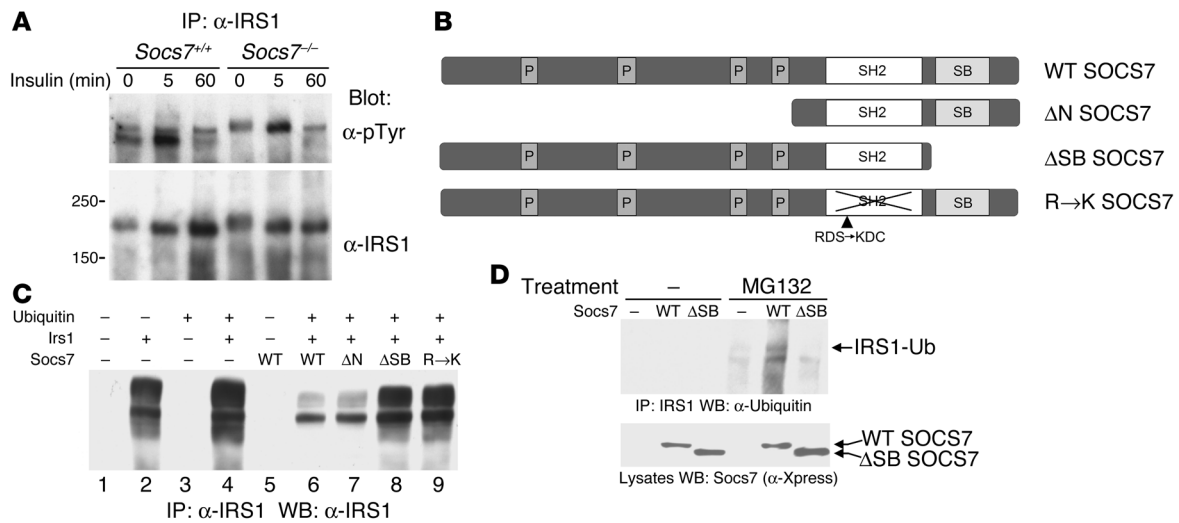 A
IP: α-IRS1
Socs7+/+ Socs7–/–
Insulin (min) 0 5 60 0 5 60
Blot:
α-pTyr
250-
α-IRS1
150-
B
P P P P SH2 SB WT SOCS7
SH2 SB ΔN SOCS7
P P P P SH2 ΔSB SOCS7
P P P P SH2 SB R→K SOCS7
RDS→KDC
C
Ubiquitin – – + + – + + + +
Irs1 – + – + – + + + +
Socs7 – – – – WT WT ΔN ΔSB R→K
1 2 3 4 5 6 7 8 9
IP: α-IRS1 WB: α-IRS1
D
Treatment – MG132
Socs7 – WT ΔSB – WT ΔSB
IRS1-Ub
IP: IRS1 WB: α-Ubiquitin
WT SOCS7
ΔSB SOCS7
Lysates WB: Socs7 (α-Xpress)